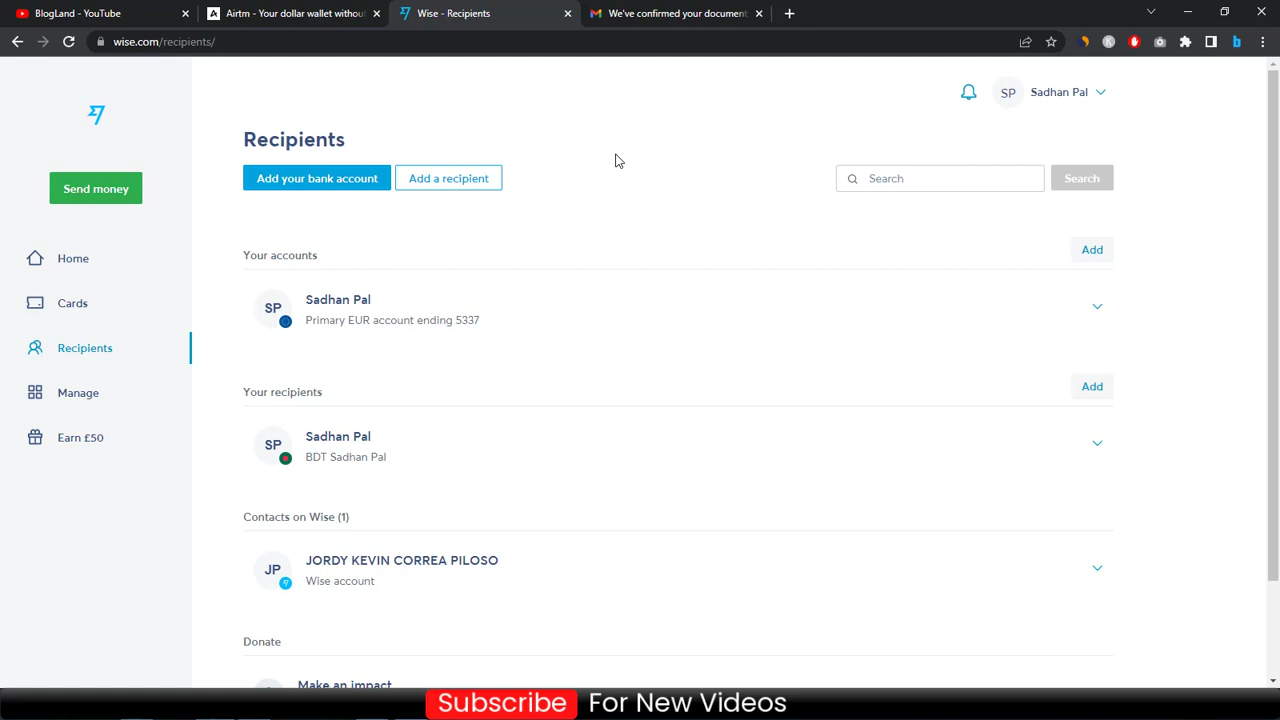 BlogLand - YouTube
Airtm - Your dollar wallet withou
Wise - Recipients
We've confirmed your document
wise.com/recipients/
SP Sadhan Pal
Recipients
Add your bank account
Add a recipient
Search
Search
Send money
Home
Cards
Recipients
Manage
Earn £50
Your accounts
Add
SP
Sadhan Pal
Primary EUR account ending 5337
Your recipients
Add
SP
Sadhan Pal
BDT Sadhan Pal
Contacts on Wise (1)
JP
JORDY KEVIN CORREA PILOSO
Wise account
Donate
Make an impact
Subscribe For New Videos